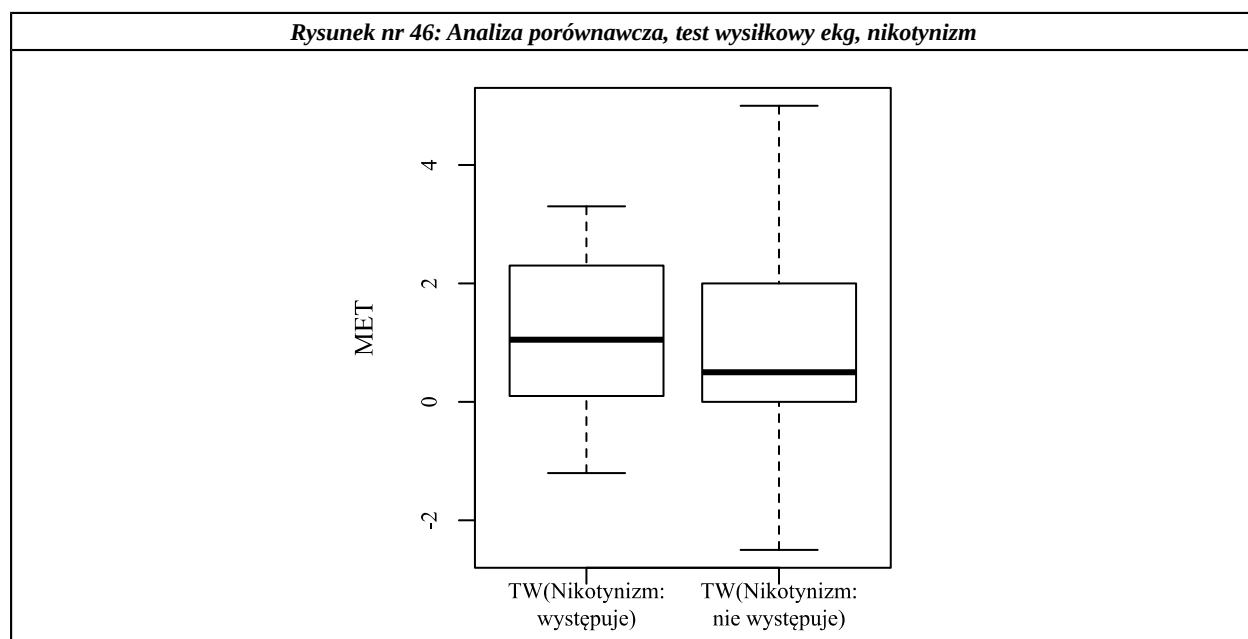 Rysunek nr 46: Analiza porównawcza, test wysiłkowy ekg, nikotynizm
4
2
0
-2
MET
TW(Nikotynizm:
występuje)
TW(Nikotynizm:
nie występuje)